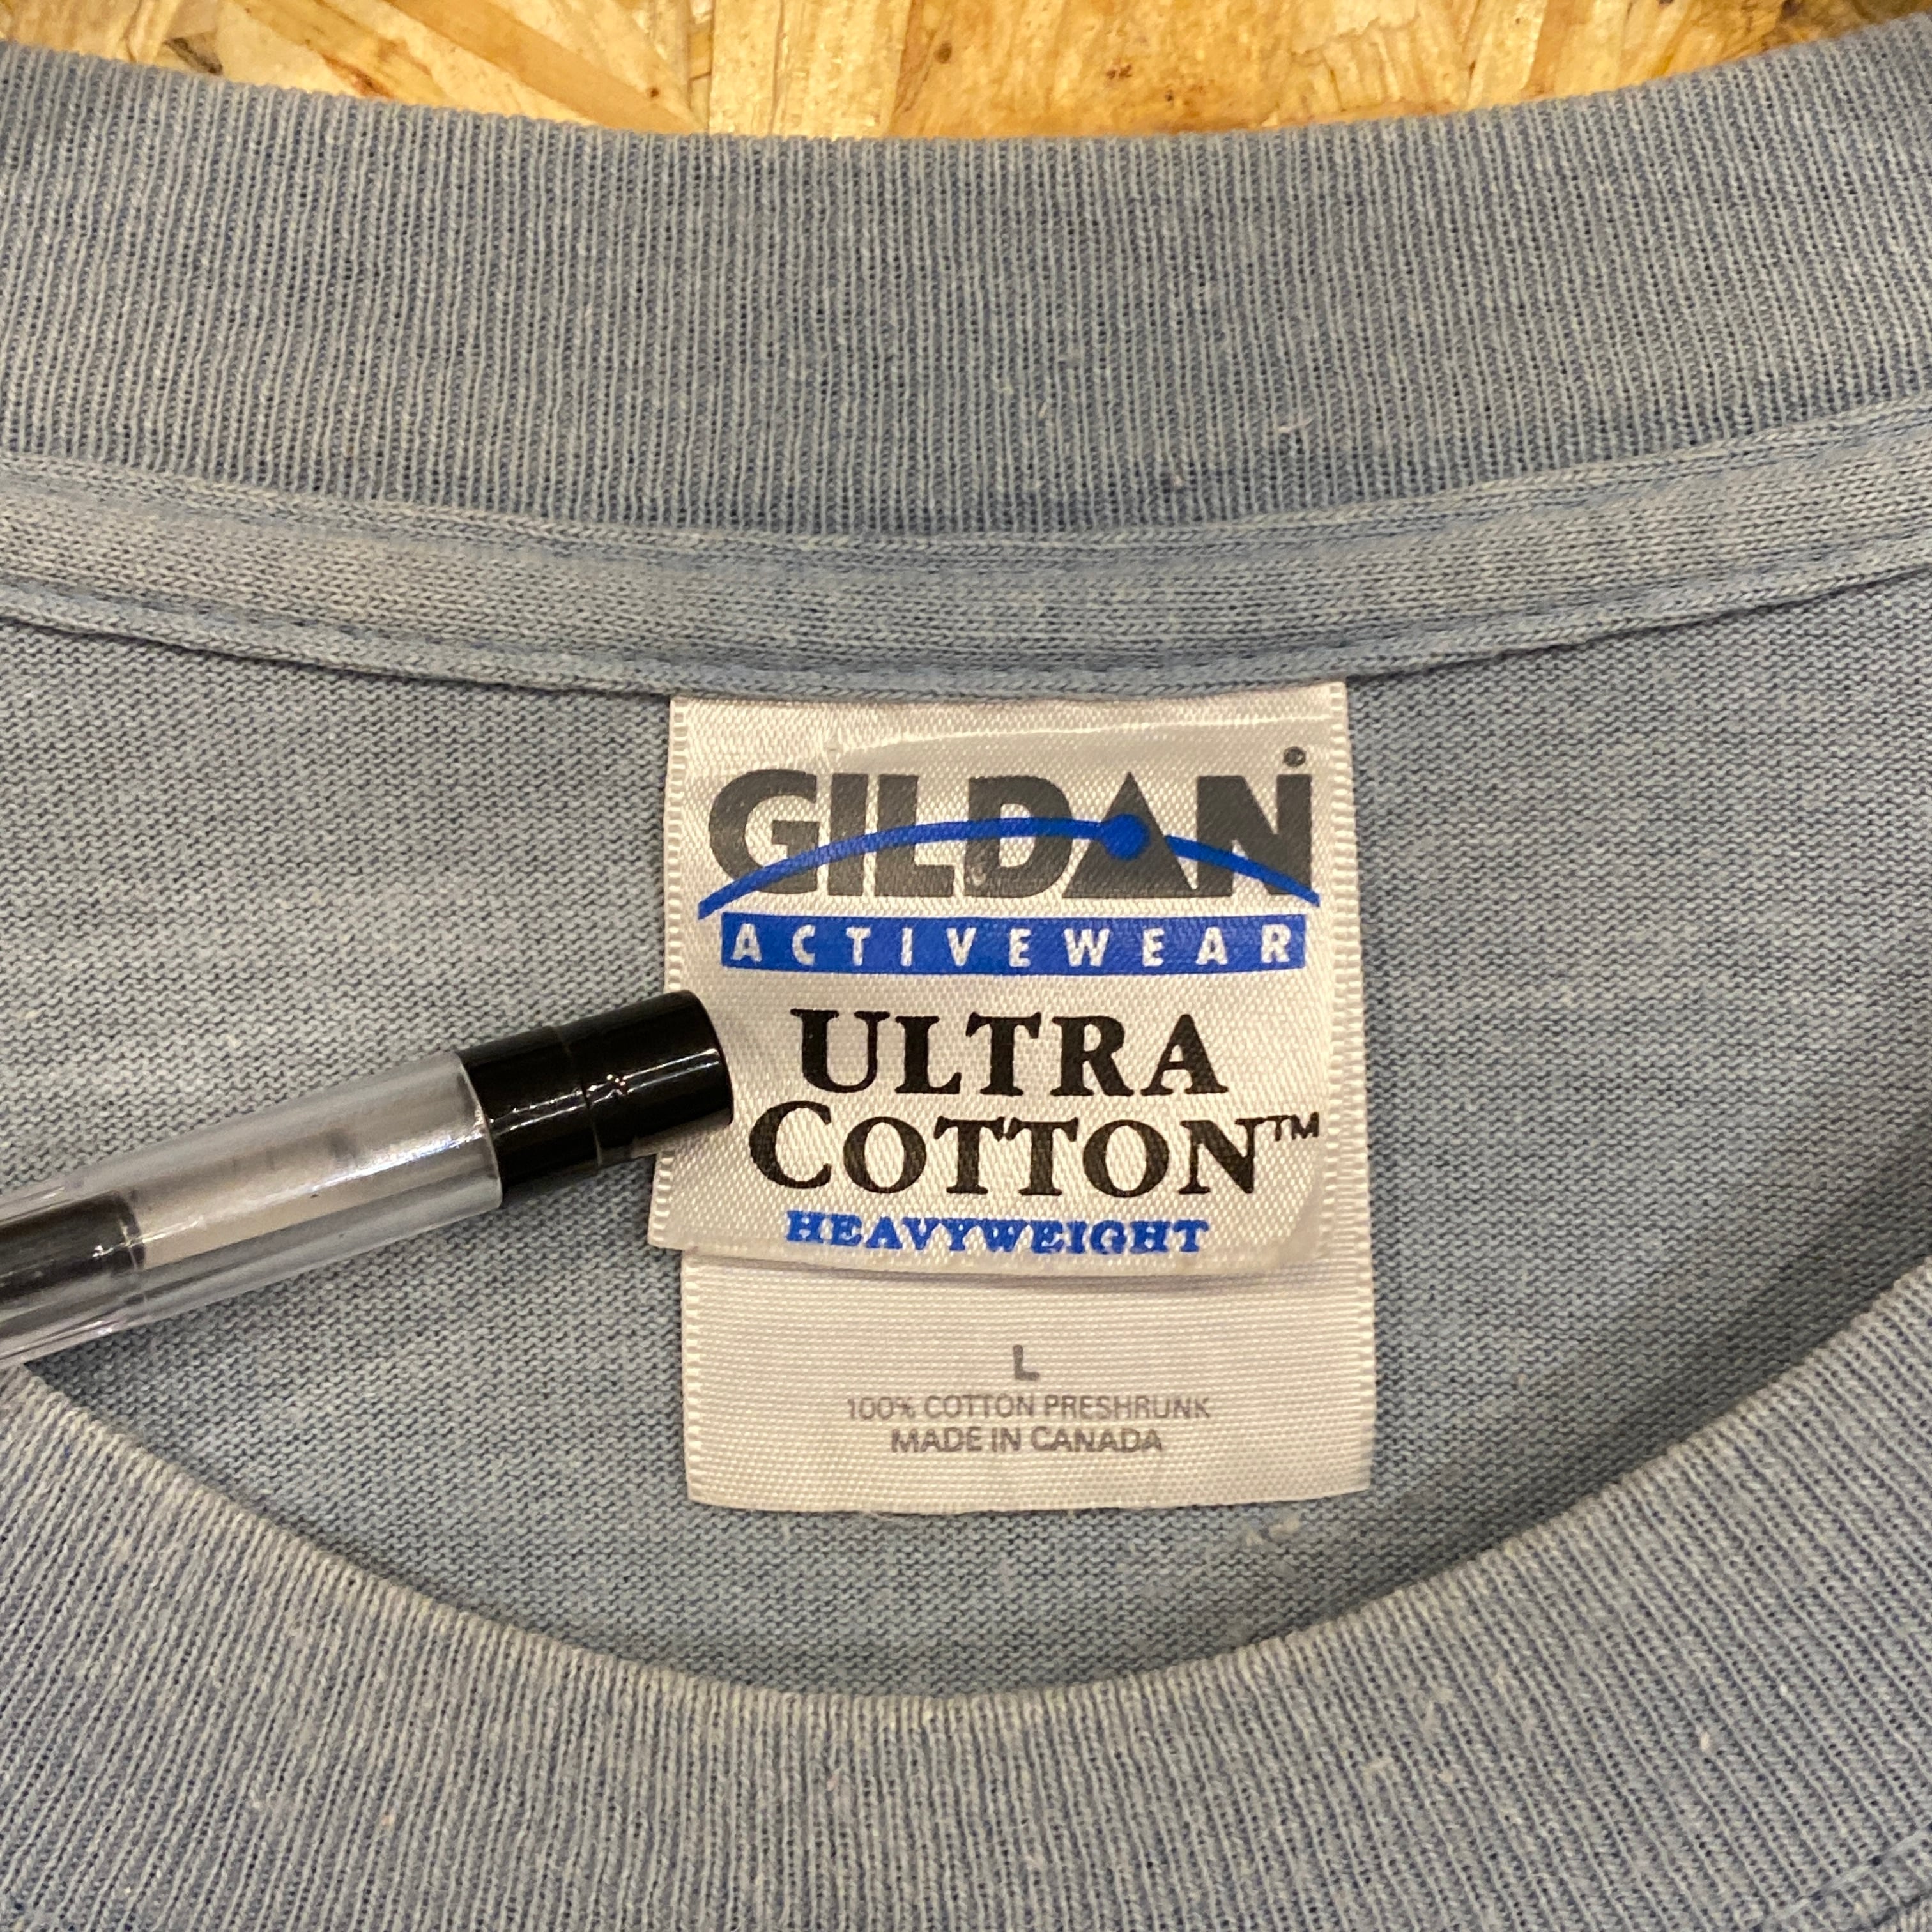 GILDAN®
ACTIVEWEAR
ULTRA
COTTON™
HEAVYWEIGHT
L
100% COTTON PRESHRUNK
MADE IN CANADA